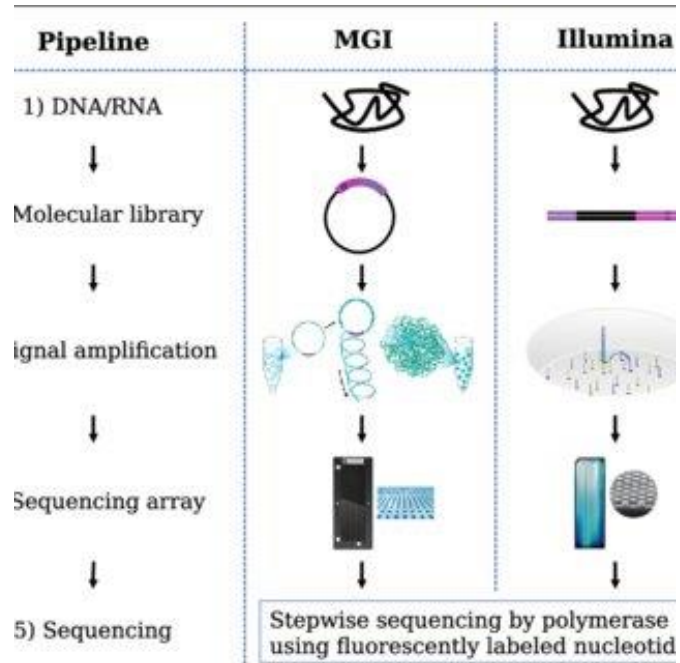 Pipeline MGI Illumina
1) DNA/RNA
Molecular library
ignal amplification
Sequencing array
5) Sequencing
Stepwise sequencing by polymerase
using fluorescently labeled nucleotid